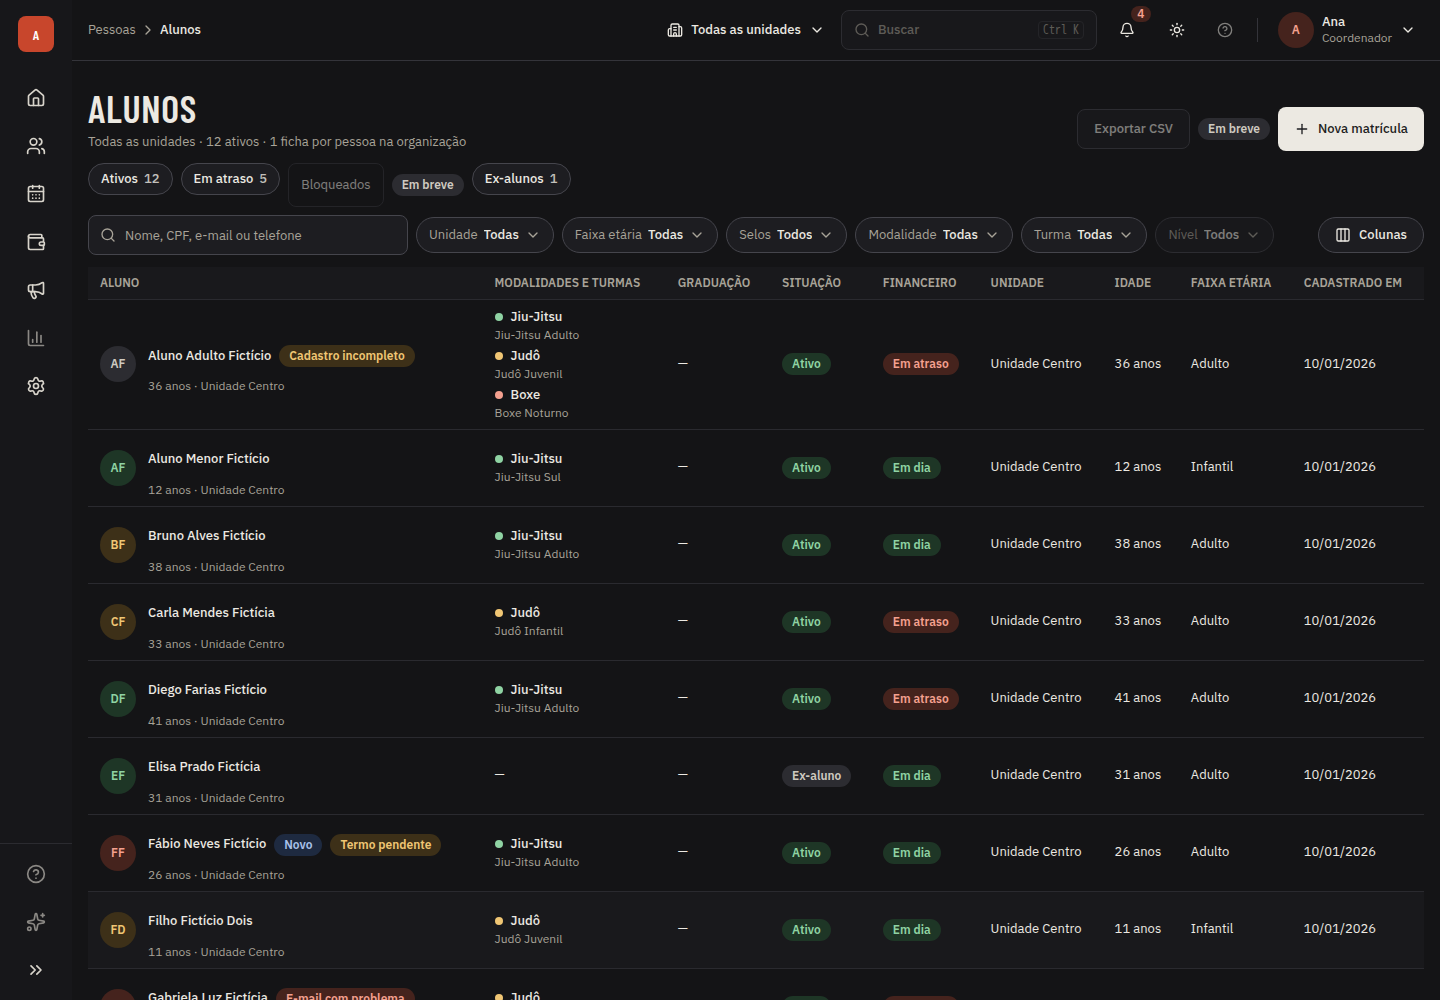 A
Pessoas
Alunos
Todas as unidades
Buscar
Ctrl K
4
A
Ana
Coordenador
ALUNOS
Todas as unidades · 12 ativos · 1 ficha por pessoa na organização
Exportar CSV
Em breve
Nova matrícula
Ativos 12
Em atraso 5
Bloqueados
Em breve
Ex-alunos 1
Nome, CPF, e-mail ou telefone
Unidade Todas
Faixa etária Todas
Selos Todos
Modalidade Todas
Turma Todas
Nível Todos
Colunas
ALUNO
MODALIDADES E TURMAS
GRADUAÇÃO
SITUAÇÃO
FINANCEIRO
UNIDADE
IDADE
FAIXA ETÁRIA
CADASTRADO EM
AF
Aluno Adulto Fictício
Cadastro incompleto
36 anos · Unidade Centro
Jiu-Jitsu
Jiu-Jitsu Adulto
Judô
Judô Juvenil
Boxe
Boxe Noturno
—
Ativo
Em atraso
Unidade Centro
36 anos
Adulto
10/01/2026
AF
Aluno Menor Fictício
12 anos · Unidade Centro
Jiu-Jitsu
Jiu-Jitsu Sul
—
Ativo
Em dia
Unidade Centro
12 anos
Infantil
10/01/2026
BF
Bruno Alves Fictício
38 anos · Unidade Centro
Jiu-Jitsu
Jiu-Jitsu Adulto
—
Ativo
Em dia
Unidade Centro
38 anos
Adulto
10/01/2026
CF
Carla Mendes Fictícia
33 anos · Unidade Centro
Judô
Judô Infantil
—
Ativo
Em atraso
Unidade Centro
33 anos
Adulto
10/01/2026
DF
Diego Farias Fictício
41 anos · Unidade Centro
Jiu-Jitsu
Jiu-Jitsu Adulto
—
Ativo
Em atraso
Unidade Centro
41 anos
Adulto
10/01/2026
EF
Elisa Prado Fictícia
31 anos · Unidade Centro
—
—
Ex-aluno
Em dia
Unidade Centro
31 anos
Adulto
10/01/2026
FF
Fábio Neves Fictício
Novo
Termo pendente
26 anos · Unidade Centro
Jiu-Jitsu
Jiu-Jitsu Adulto
—
Ativo
Em dia
Unidade Centro
26 anos
Adulto
10/01/2026
FD
Filho Fictício Dois
11 anos · Unidade Centro
Judô
Judô Juvenil
—
Ativo
Em dia
Unidade Centro
11 anos
Infantil
10/01/2026
Gabriela Luz Fictícia
E-mail com problema
Judô